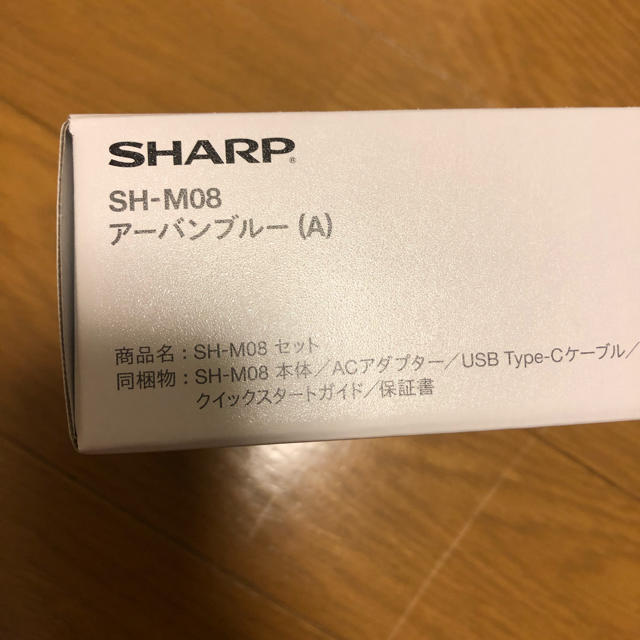 SHARP®
SH-M08
アーバンブルー(A)
商品名:SH-M08 セット
同梱物:SH-M08 本体/ACアダプター/USB Type-Cケーブル/
クイックスタートガイド/保証書